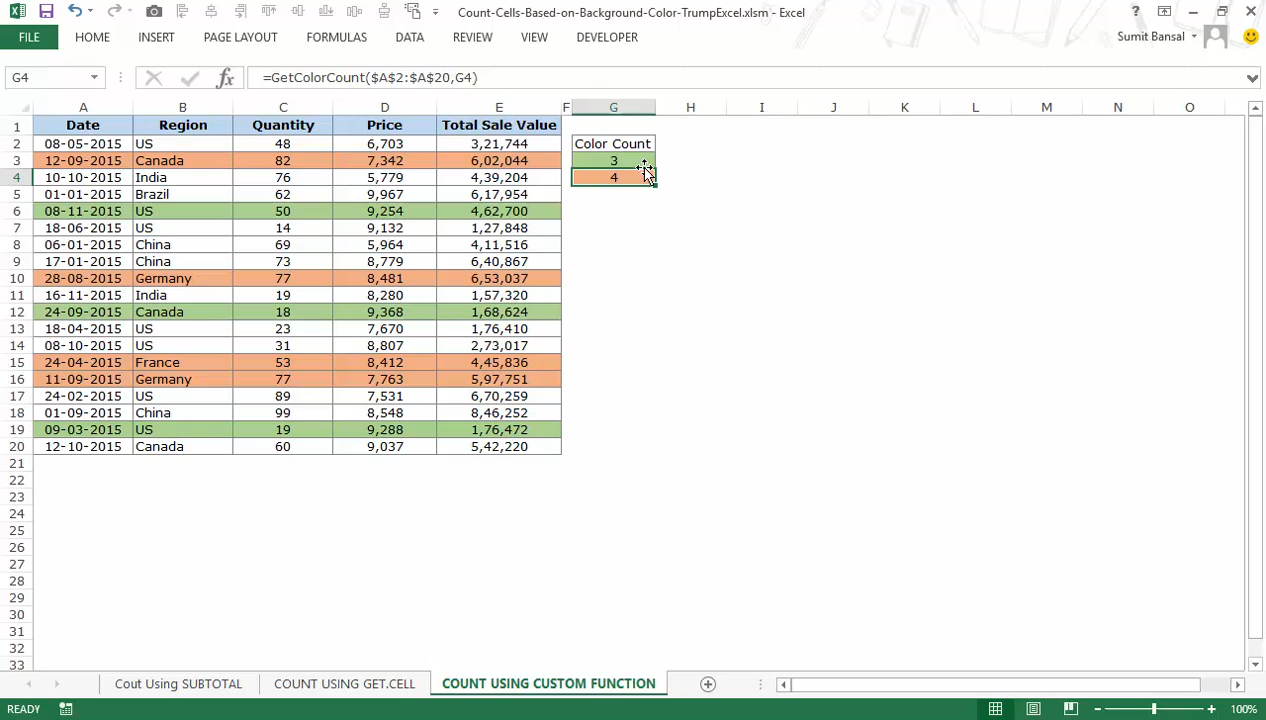 Count-Cells-Based-on-Background-Color-TrumpExcel.xlsm - Excel
FILE HOME INSERT PAGE LAYOUT FORMULAS DATA REVIEW VIEW DEVELOPER Sumit Bansal
G4 fx =GetColorCount($A$2:$A$20,G4)
A B C D E F G H I J K L M N O
1 Date Region Quantity Price Total Sale Value
2 08-05-2015 US 48 6,703 3,21,744 Color Count
3 12-09-2015 Canada 82 7,342 6,02,044 3
4 10-10-2015 India 76 5,779 4,39,204 4
5 01-01-2015 Brazil 62 9,967 6,17,954
6 08-11-2015 US 50 9,254 4,62,700
7 18-06-2015 US 14 9,132 1,27,848
8 06-01-2015 China 69 5,964 4,11,516
9 17-01-2015 China 73 8,779 6,40,867
10 28-08-2015 Germany 77 8,481 6,53,037
11 16-11-2015 India 19 8,280 1,57,320
12 24-09-2015 Canada 18 9,368 1,68,624
13 18-04-2015 US 23 7,670 1,76,410
14 08-10-2015 US 31 8,807 2,73,017
15 24-04-2015 France 53 8,412 4,45,836
16 11-09-2015 Germany 77 7,763 5,97,751
17 24-02-2015 US 89 7,531 6,70,259
18 01-09-2015 China 99 8,548 8,46,252
19 09-03-2015 US 19 9,288 1,76,472
20 12-10-2015 Canada 60 9,037 5,42,220
21
22
23
24
25
26
27
28
29
30
31
32
33
Cout Using SUBTOTAL COUNT USING GET.CELL COUNT USING CUSTOM FUNCTION
READY 100%